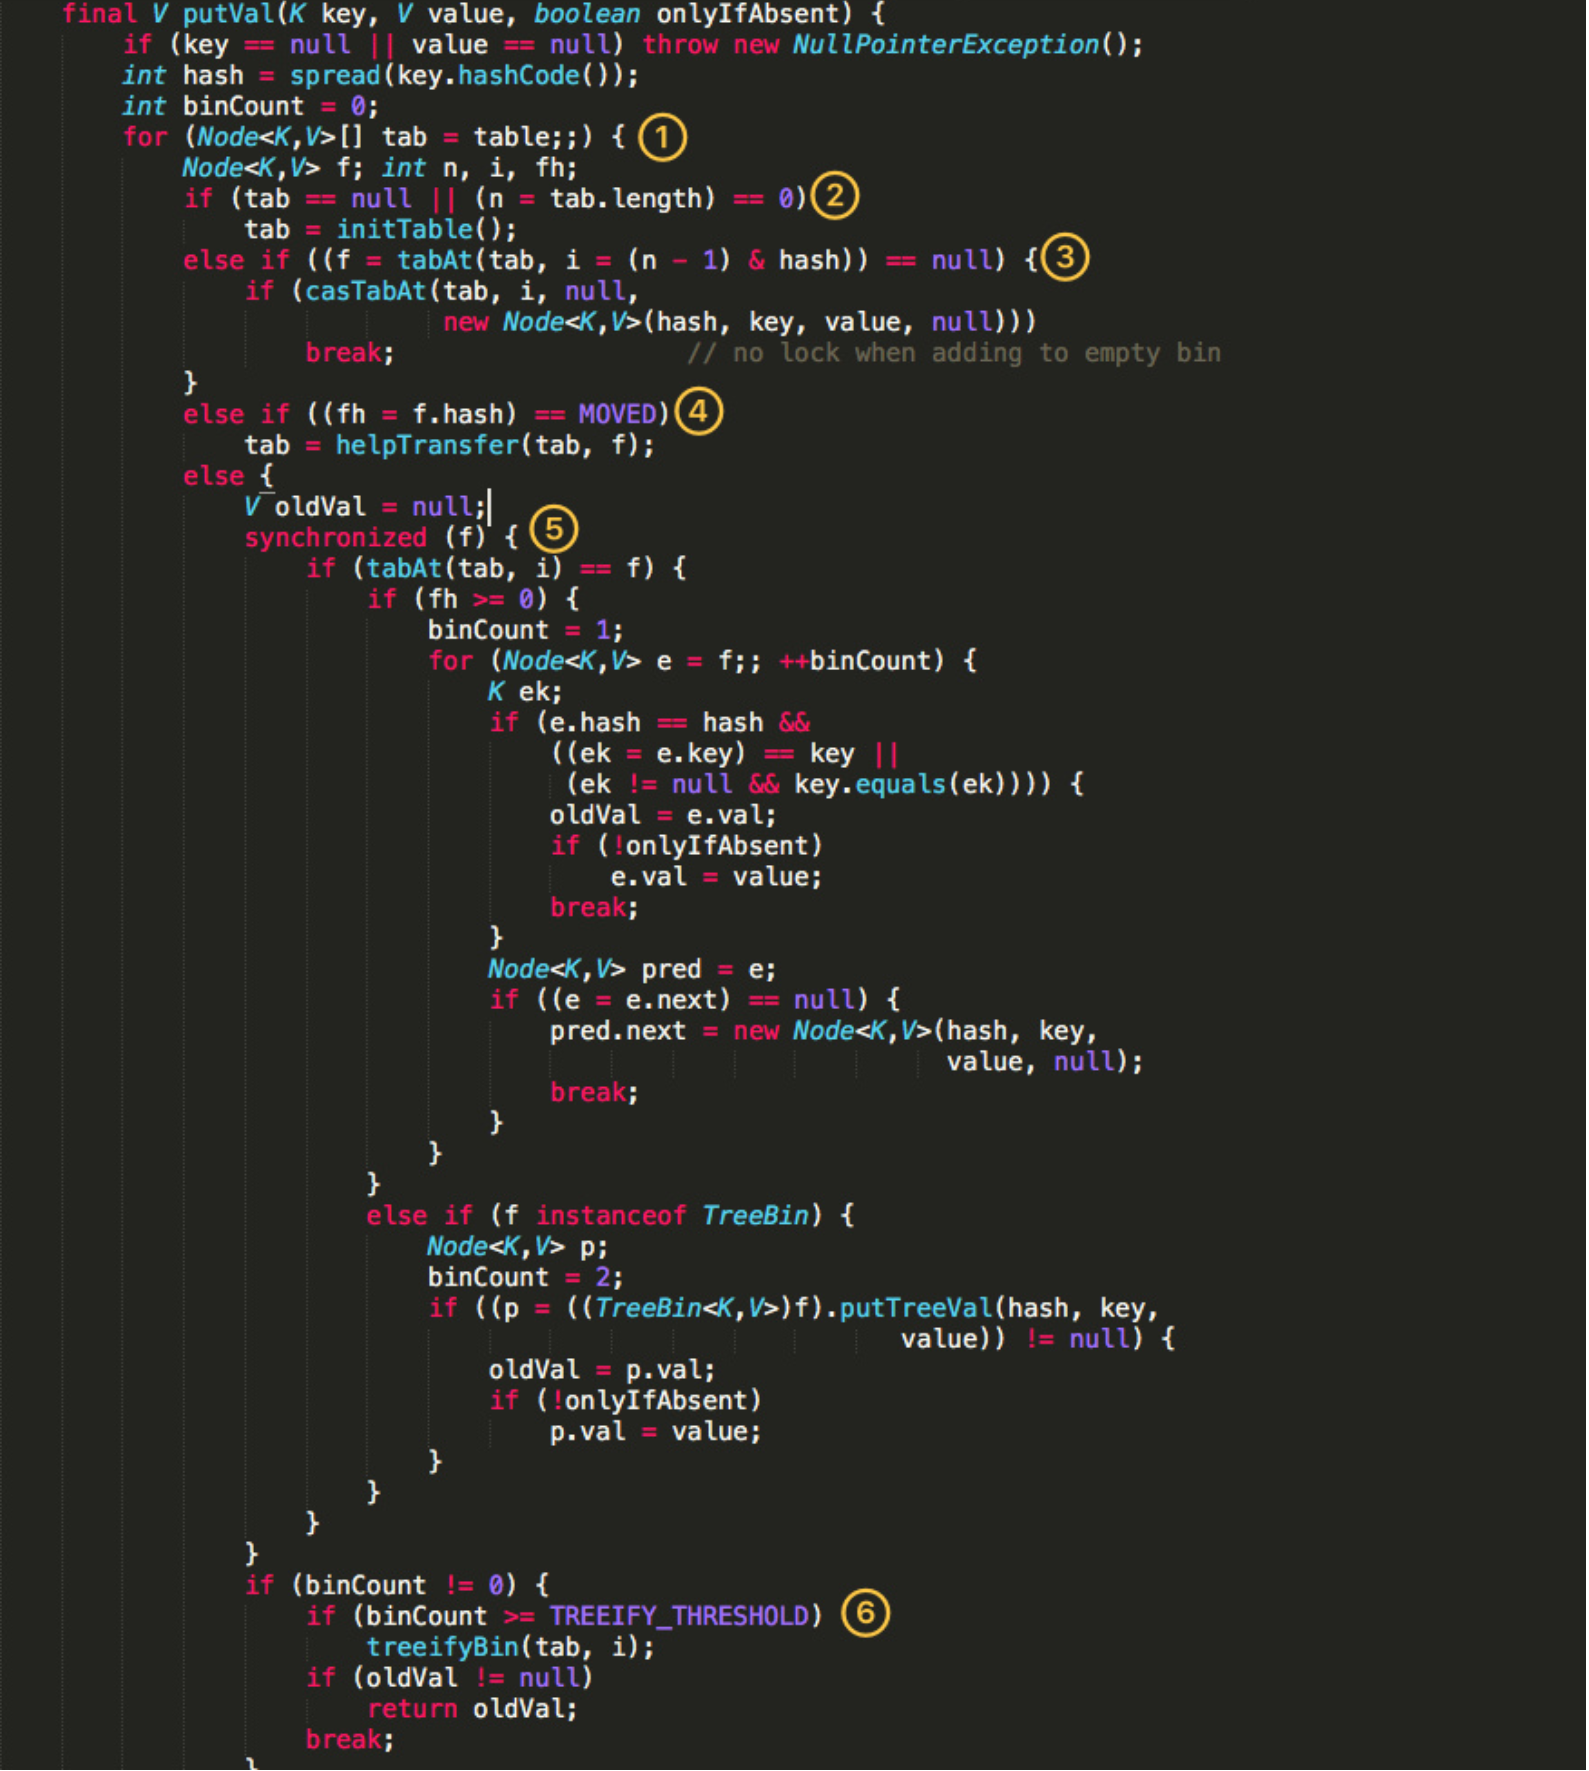 final V putVal(K key, V value, boolean onlyIfAbsent) {
if (key == null || value == null) throw new NullPointerException();
int hash = spread(key.hashCode());
int binCount = 0;
for (Node<K,V>[] tab = table;;) { 1
Node<K,V> f; int n, i, fh;
if (tab == null || (n = tab.length) == 0) 2
tab = initTable();
else if ((f = tabAt(tab, i = (n - 1) & hash)) == null) { 3
if (casTabAt(tab, i, null,
new Node<K,V>(hash, key, value, null)))
break; // no lock when adding to empty bin
}
else if ((fh = f.hash) == MOVED) 4
tab = helpTransfer(tab, f);
else {
V oldVal = null;
synchronized (f) { 5
if (tabAt(tab, i) == f) {
if (fh >= 0) {
binCount = 1;
for (Node<K,V> e = f;; ++binCount) {
K ek;
if (e.hash == hash &&
((ek = e.key) == key ||
(ek != null && key.equals(ek)))) {
oldVal = e.val;
if (!onlyIfAbsent)
e.val = value;
break;
}
Node<K,V> pred = e;
if ((e = e.next) == null) {
pred.next = new Node<K,V>(hash, key,
value, null);
break;
}
}
}
else if (f instanceof TreeBin) {
Node<K,V> p;
binCount = 2;
if ((p = ((TreeBin<K,V>)f).putTreeVal(hash, key,
value)) != null) {
oldVal = p.val;
if (!onlyIfAbsent)
p.val = value;
}
}
}
}
if (binCount != 0) {
if (binCount >= TREEIFY_THRESHOLD) 6
treeifyBin(tab, i);
if (oldVal != null)
return oldVal;
break;
}